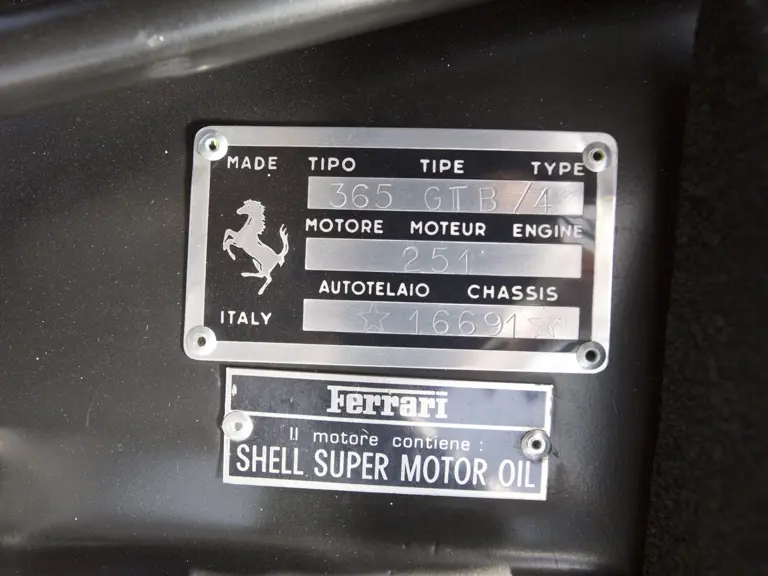 MADE TIPO TIPE TYPE
365 GTB/4
MOTORE MOTEUR ENGINE
251
AUTOTELAIO CHASSIS
ITALY ☆ 16691 ☆
Ferrari
Il motore contiene :
SHELL SUPER MOTOR OIL